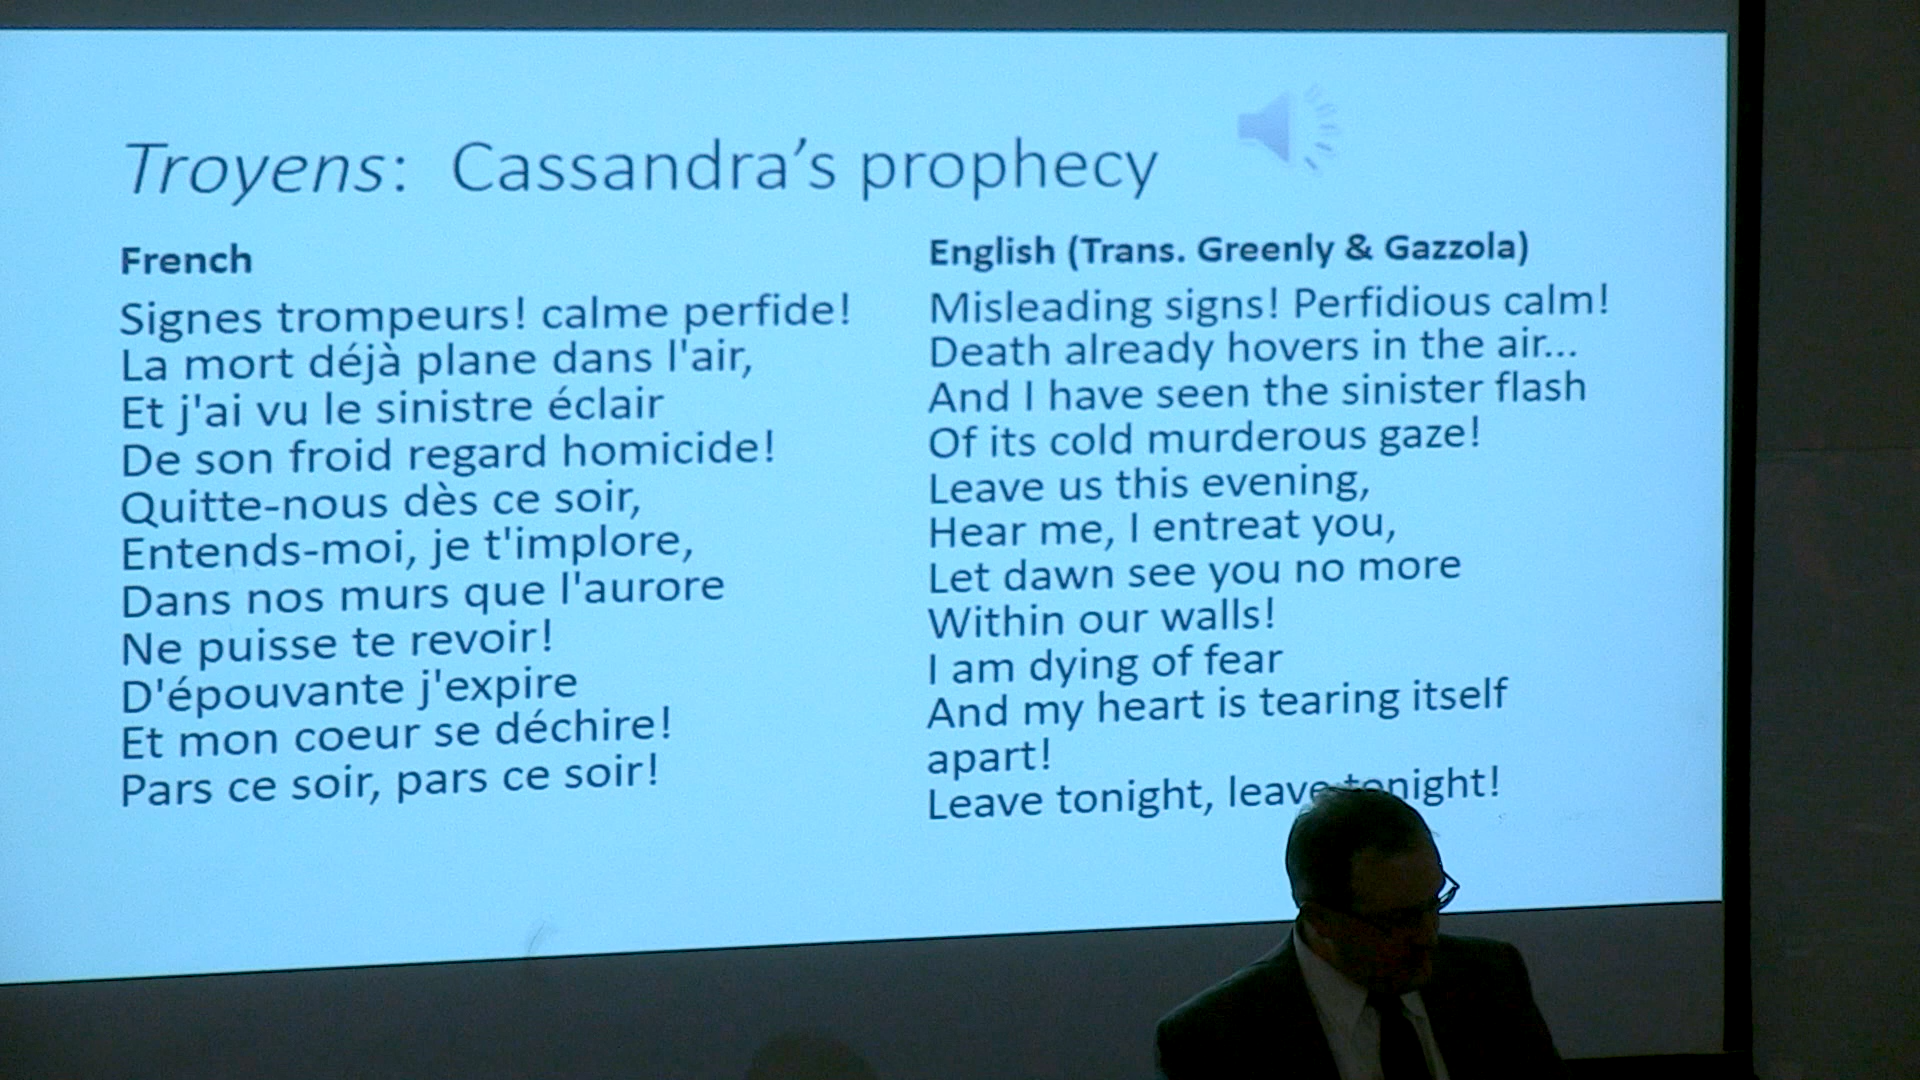 Troyens: Cassandra's prophecy
French
Signes trompeurs! calme perfide!
La mort déjà plane dans l'air,
Et j'ai vu le sinistre éclair
De son froid regard homicide!
Quitte-nous dès ce soir,
Entends-moi, je t'implore,
Dans nos murs que l'aurore
Ne puisse te revoir!
D'épouvante j'expire
Et mon coeur se déchire!
Pars ce soir, pars ce soir!
English (Trans. Greenly & Gazzola)
Misleading signs! Perfidious calm!
Death already hovers in the air...
And I have seen the sinister flash
Of its cold murderous gaze!
Leave us this evening,
Hear me, I entreat you,
Let dawn see you no more
Within our walls!
I am dying of fear
And my heart is tearing itself
apart!
Leave tonight, leave tonight!